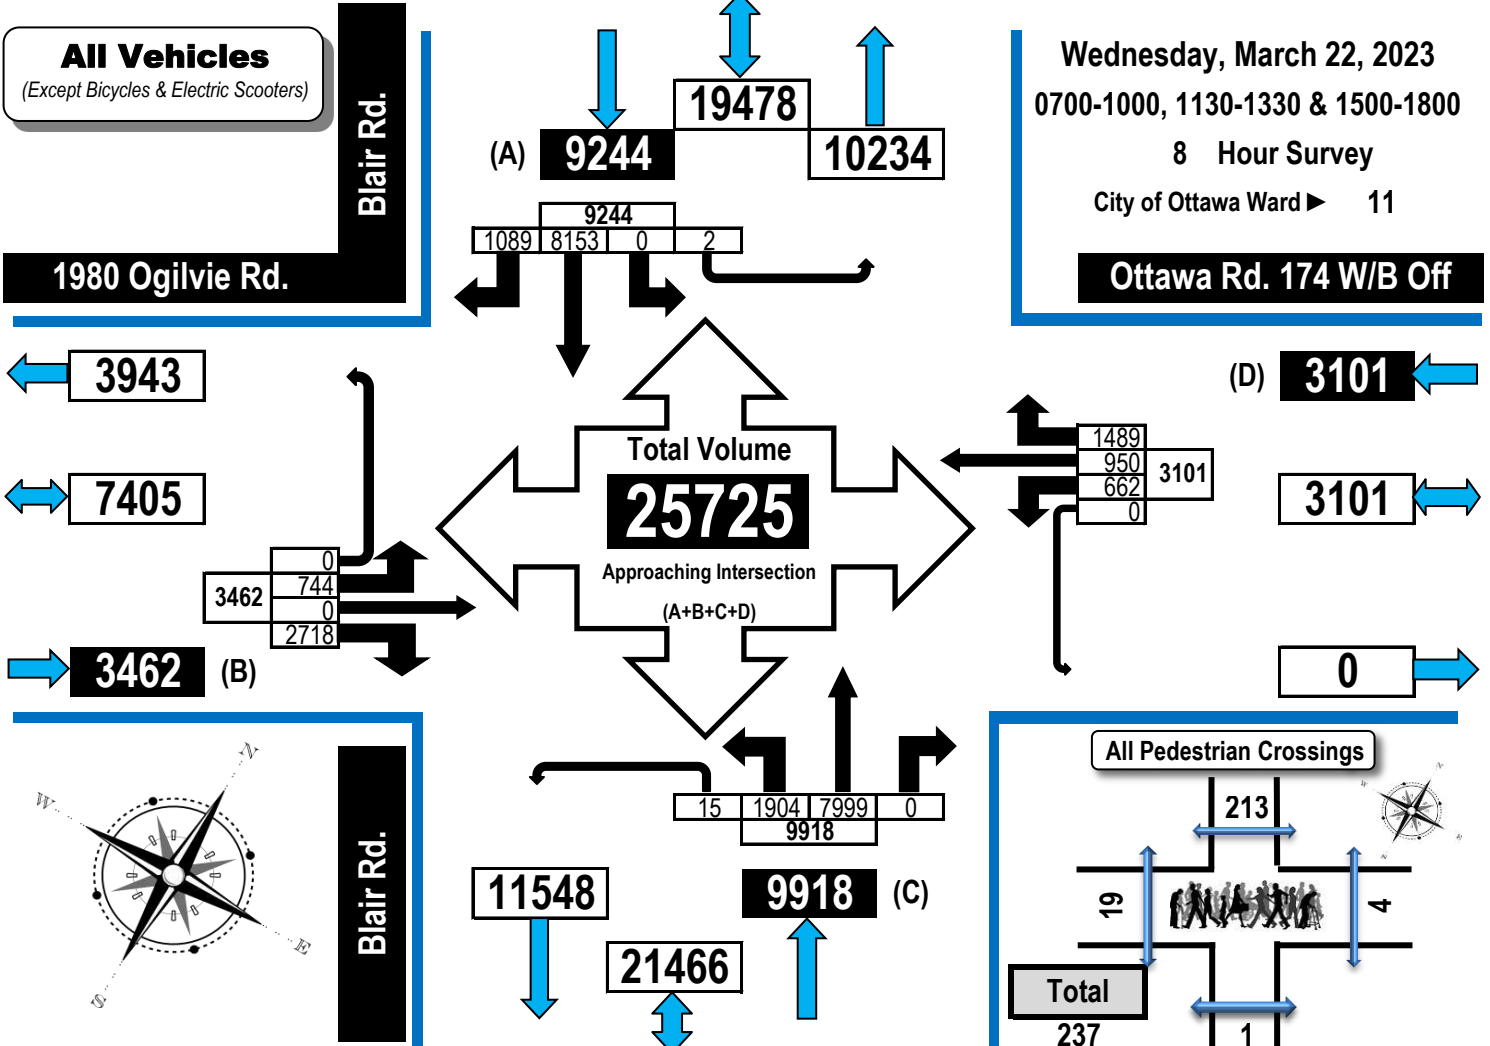 All Vehicles
(Except Bicycles & Electric Scooters)
Blair Rd.
1980 Ogilvie Rd.
19478
(A) 9244
10234
9244
1089 8153 0 2
Wednesday, March 22, 2023
0700-1000, 1130-1330 & 1500-1800
8 Hour Survey
City of Ottawa Ward ► 11
Ottawa Rd. 174 W/B Off
3943
7405
0
744
0
2718
3462
3462 (B)
Total Volume
25725
Approaching Intersection
(A+B+C+D)
(D) 3101
1489
950
662
0
3101
3101
0
N
W
E
S
Blair Rd.
15 1904 7999 0
9918
11548
9918 (C)
21466
All Pedestrian Crossings
N
W
E
S
213
19
4
Total
237
1